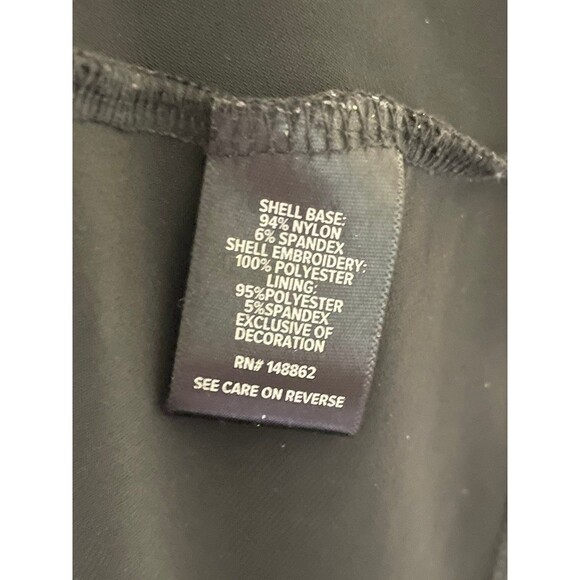 SHELL BASE:
94% NYLON
6% SPANDEX
SHELL EMBROIDERY:
100% POLYESTER
LINING:
95%POLYESTER
5%SPANDEX
EXCLUSIVE OF
DECORATION
RN# 148862
SEE CARE ON REVERSE